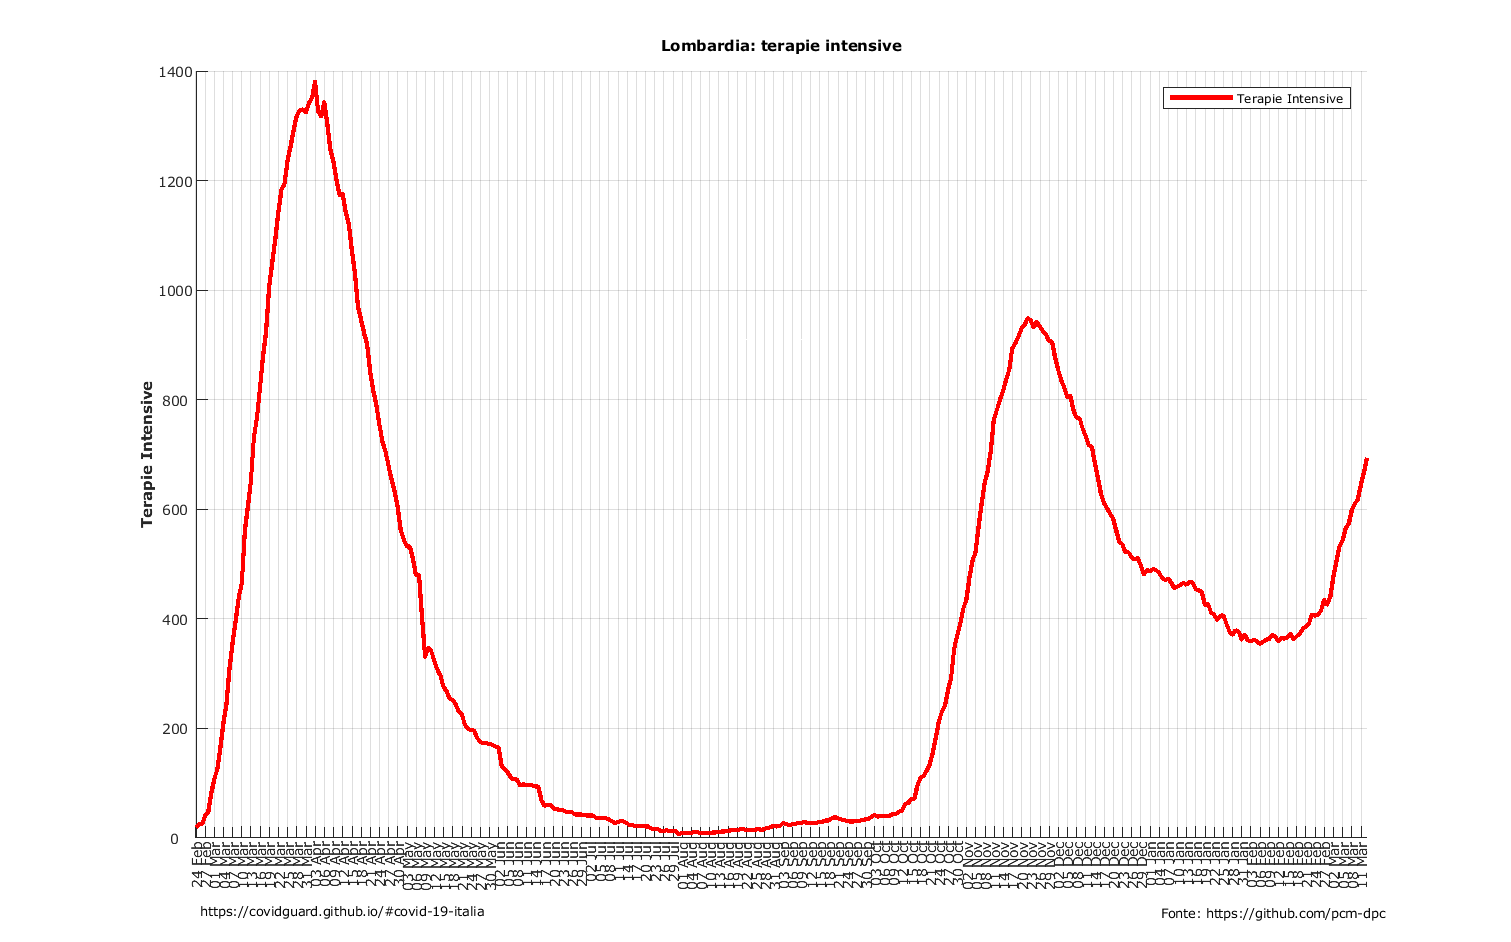 Lombardia: terapie intensive
Terapie Intensive
Terapie Intensive
1400
1200
1000
800
600
400
200
0
24 Feb
27 Feb
01 Mar
04 Mar
07 Mar
10 Mar
13 Mar
16 Mar
19 Mar
22 Mar
25 Mar
28 Mar
31 Mar
03 Apr
06 Apr
09 Apr
12 Apr
15 Apr
18 Apr
21 Apr
24 Apr
27 Apr
30 Apr
03 May
06 May
09 May
12 May
15 May
18 May
21 May
24 May
27 May
30 May
02 Jun
05 Jun
08 Jun
11 Jun
14 Jun
17 Jun
20 Jun
23 Jun
26 Jun
29 Jun
02 Jul
05 Jul
08 Jul
11 Jul
14 Jul
17 Jul
20 Jul
23 Jul
26 Jul
29 Jul
01 Aug
04 Aug
07 Aug
10 Aug
13 Aug
16 Aug
19 Aug
22 Aug
25 Aug
28 Aug
31 Aug
03 Sep
06 Sep
09 Sep
12 Sep
15 Sep
18 Sep
21 Sep
24 Sep
27 Sep
30 Sep
03 Oct
06 Oct
09 Oct
12 Oct
15 Oct
18 Oct
21 Oct
24 Oct
27 Oct
30 Oct
02 Nov
05 Nov
08 Nov
11 Nov
14 Nov
17 Nov
20 Nov
23 Nov
26 Nov
29 Nov
02 Dec
05 Dec
08 Dec
11 Dec
14 Dec
17 Dec
20 Dec
23 Dec
26 Dec
29 Dec
01 Jan
04 Jan
07 Jan
10 Jan
13 Jan
16 Jan
19 Jan
22 Jan
25 Jan
28 Jan
31 Jan
03 Feb
06 Feb
09 Feb
12 Feb
15 Feb
18 Feb
21 Feb
24 Feb
27 Feb
02 Mar
05 Mar
08 Mar
11 Mar
https://covidguard.github.io/#covid-19-italia
Fonte: https://github.com/pcm-dpc